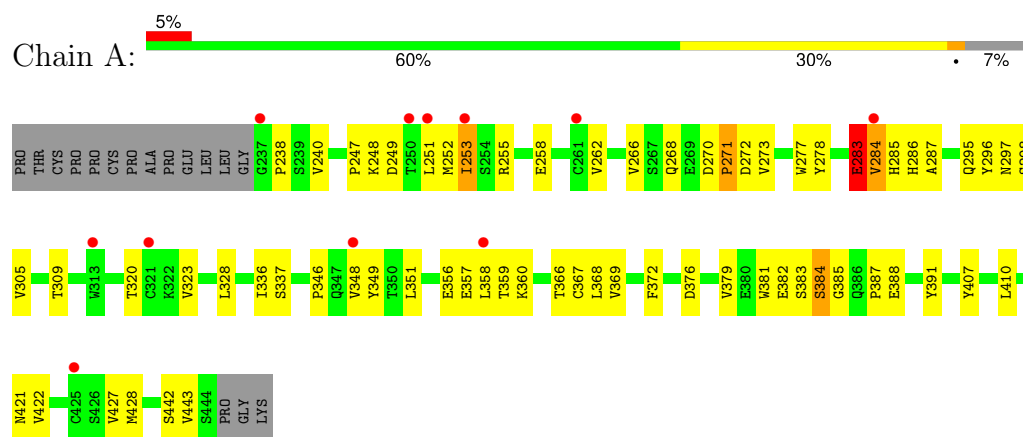 5%
Chain A:
60% 30% • 7%
PRO THR CYS PRO PRO CYS PRO ALA PRO GLU LEU LEU GLY G237 P238 S239 V240 P247 K248 D249 T250 L251 M252 I253 S254 R255 E258 C261 V262 V266 S267 Q268 E269 D270 P271 D272 V273 W277 Y278 E283 V284 H285 H286 A287 Q295 Y296 N297
V305 T309 W313 T320 C321 K322 V323 L328 I336 S337 P346 Q347 V348 Y349 T350 L351 E356 E357 L358 T359 K360 T366 C367 L368 V369 F372 D376 V379 E380 W381 E382 S383 S384 G385 Q386 P387 E388 Y391 Y407 L410
N421 V422 C425 S426 V427 M428 S442 V443 S444 PRO GLY LYS